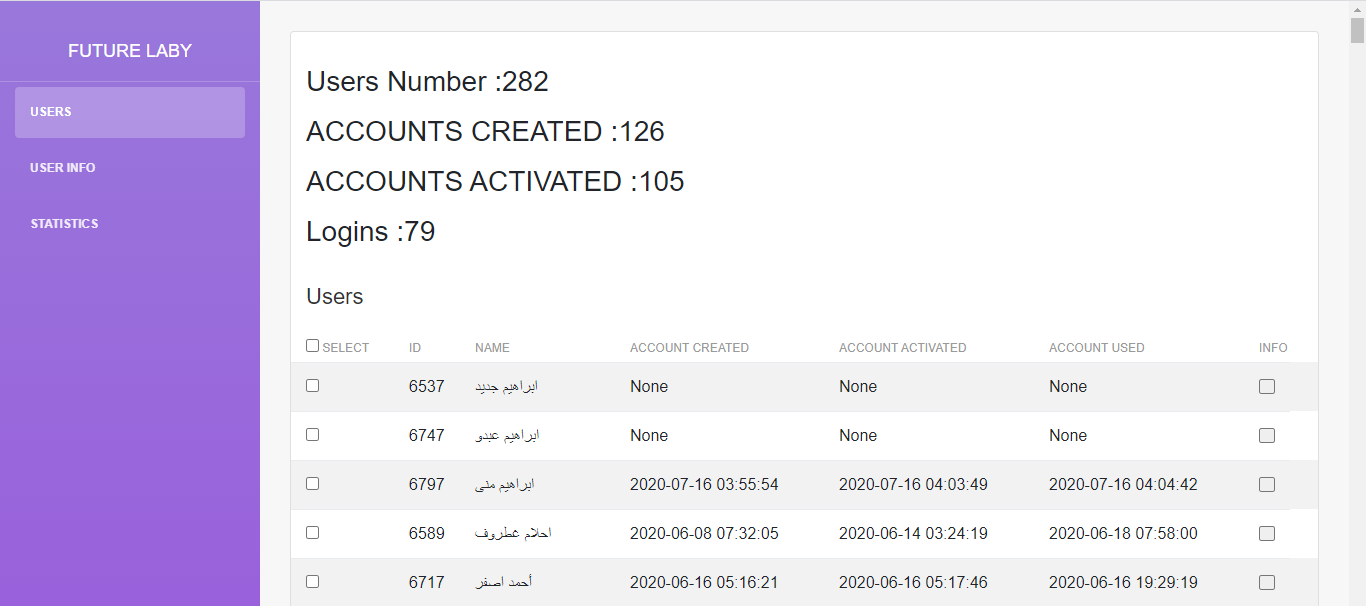 FUTURE LABY
USERS
USER INFO
STATISTICS
Users Number :282
ACCOUNTS CREATED :126
ACCOUNTS ACTIVATED :105
Logins :79
Users
SELECT ID NAME ACCOUNT CREATED ACCOUNT ACTIVATED ACCOUNT USED INFO
6537 ابراهيم جديد None None None
6747 ابراهيم عبدو None None None
6797 ابراهيم منى 2020-07-16 03:55:54 2020-07-16 04:03:49 2020-07-16 04:04:42
6589 احلام غطروف 2020-06-08 07:32:05 2020-06-14 03:24:19 2020-06-18 07:58:00
6717 أحمد اصفر 2020-06-16 05:16:21 2020-06-16 05:17:46 2020-06-16 19:29:19